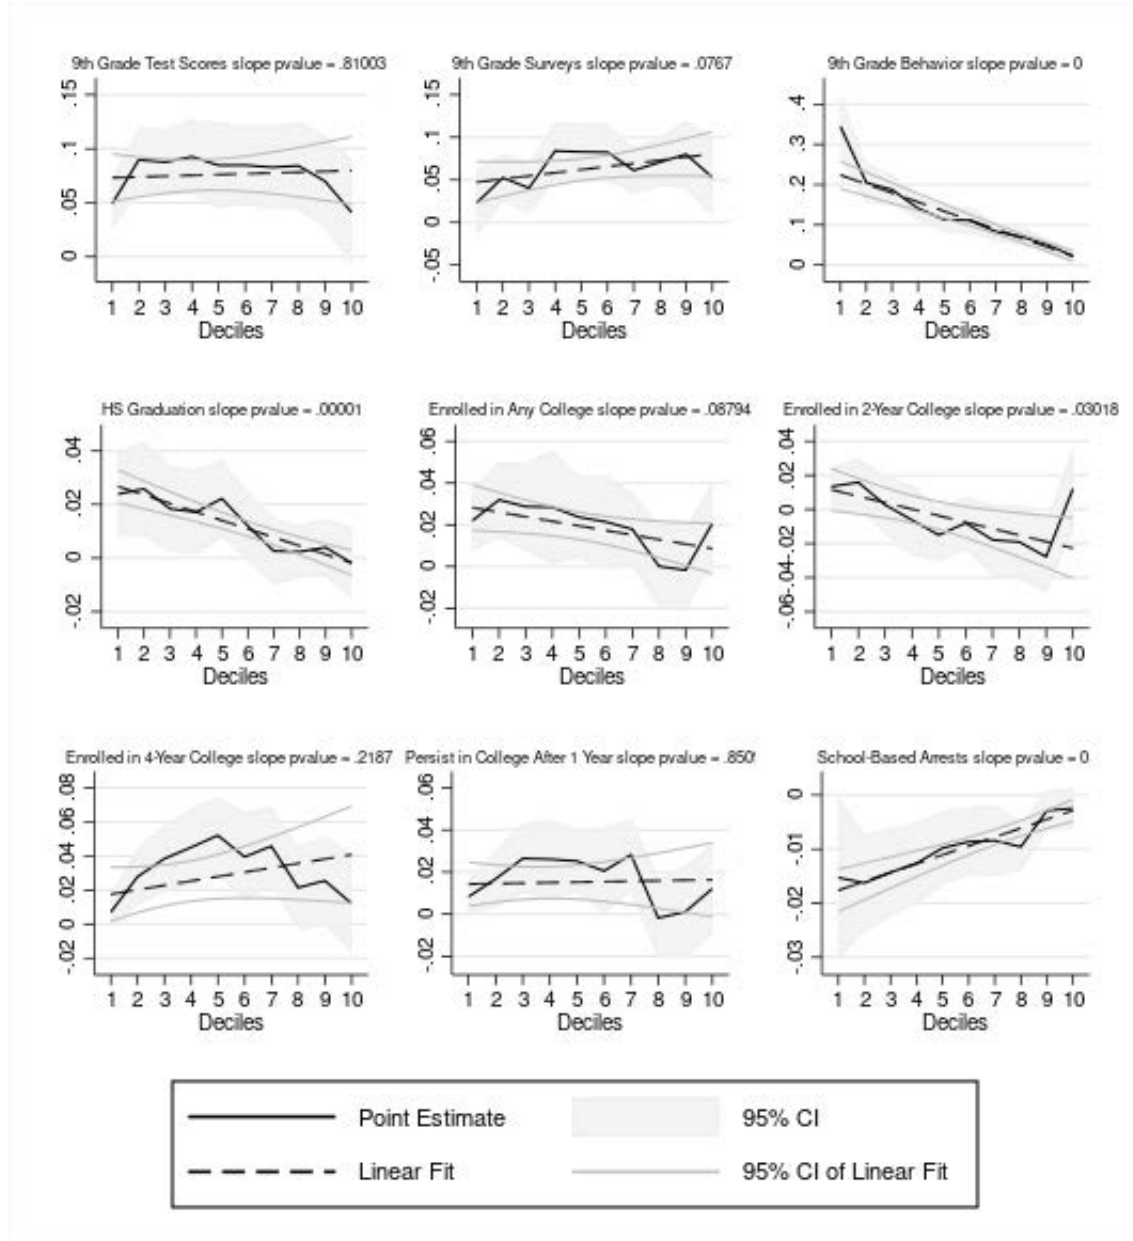 9th Grade Test Scores slope pvalue = .81003
9th Grade Surveys slope pvalue = .0767
9th Grade Behavior slope pvalue = 0
.15
.1
.05
0
1 2 3 4 5 6 7 8 9 10
Deciles
.15
.1
.05
0
-.05
1 2 3 4 5 6 7 8 9 10
Deciles
.4
.3
.2
.1
0
1 2 3 4 5 6 7 8 9 10
Deciles
HS Graduation slope pvalue = .00001
Enrolled in Any College slope pvalue = .08794
Enrolled in 2-Year College slope pvalue = .03018
.04
.02
0
-.02
1 2 3 4 5 6 7 8 9 10
Deciles
.06
.04
.02
0
-.02
1 2 3 4 5 6 7 8 9 10
Deciles
.04
.02
0
-.02
-.04
-.06
1 2 3 4 5 6 7 8 9 10
Deciles
Enrolled in 4-Year College slope pvalue = .2187
Persist in College After 1 Year slope pvalue = .850
School-Based Arrests slope pvalue = 0
.08
.06
.04
.02
0
-.02
1 2 3 4 5 6 7 8 9 10
Deciles
.06
.04
.02
0
-.02
1 2 3 4 5 6 7 8 9 10
Deciles
0
-.01
-.02
-.03
1 2 3 4 5 6 7 8 9 10
Deciles
Point Estimate
95% CI
Linear Fit
95% CI of Linear Fit